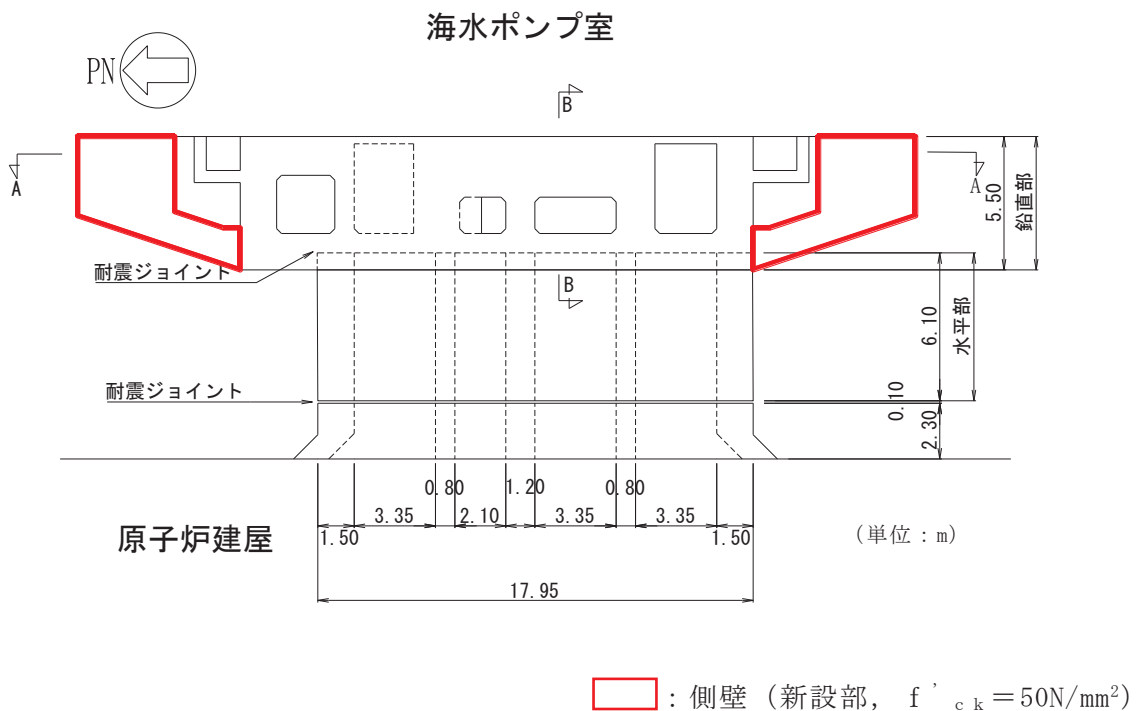 海水ポンプ室
PN
B
A
A
5.50
鉛直部
耐震ジョイント
B
6.10
水平部
耐震ジョイント
0.10
2.30
0.80
1.20
0.80
3.35
2.10
3.35
3.35
原子炉建屋
1.50
1.50
(単位：m)
17.95
：側壁（新設部，f'ck＝50N/mm²）